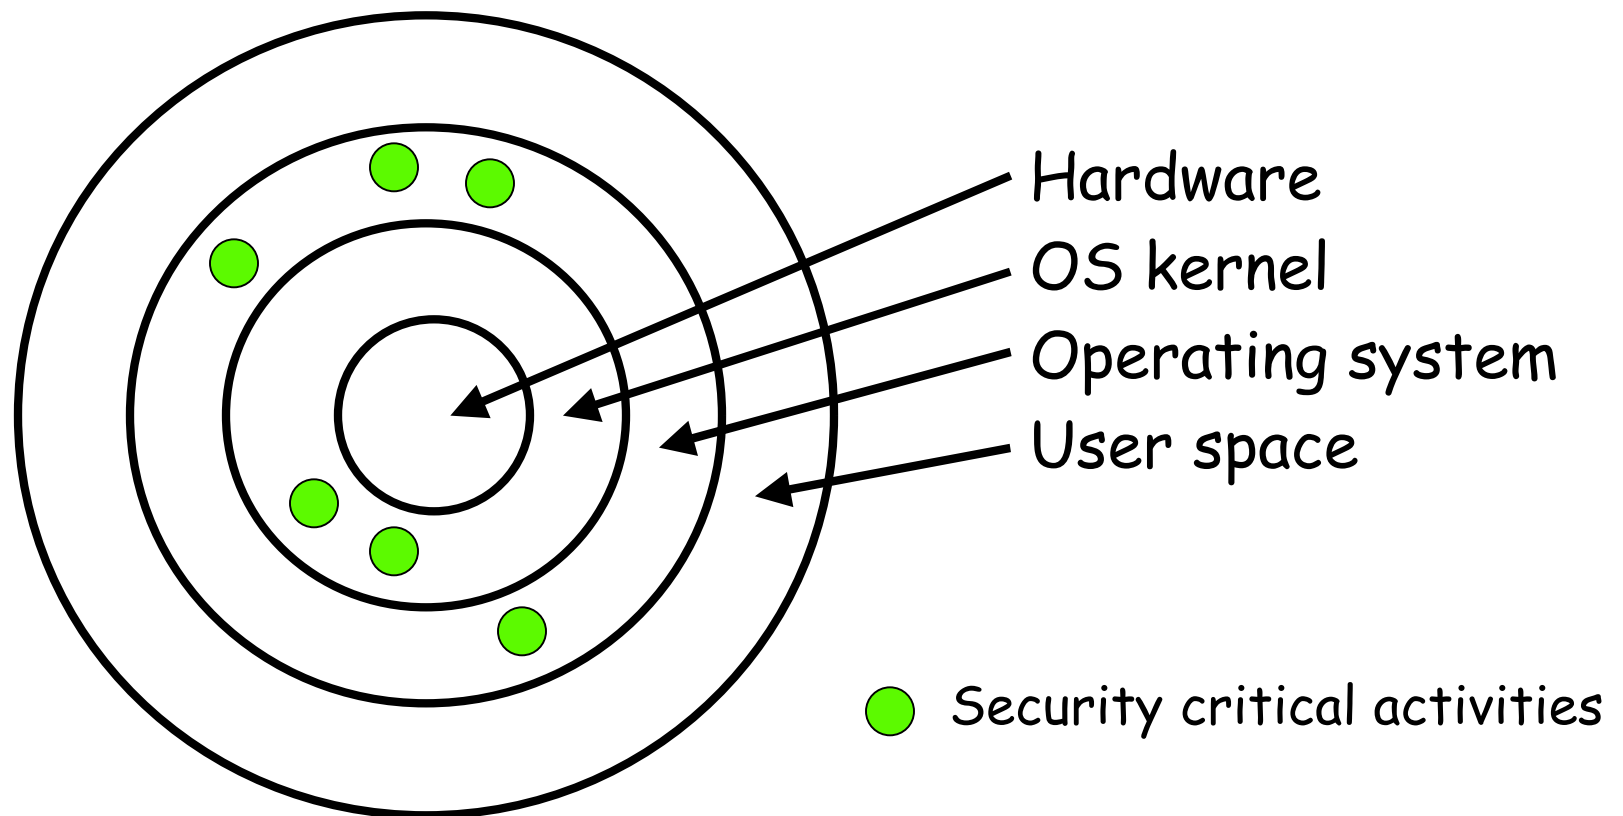 Hardware
OS kernel
Operating system
User space
Security critical activities